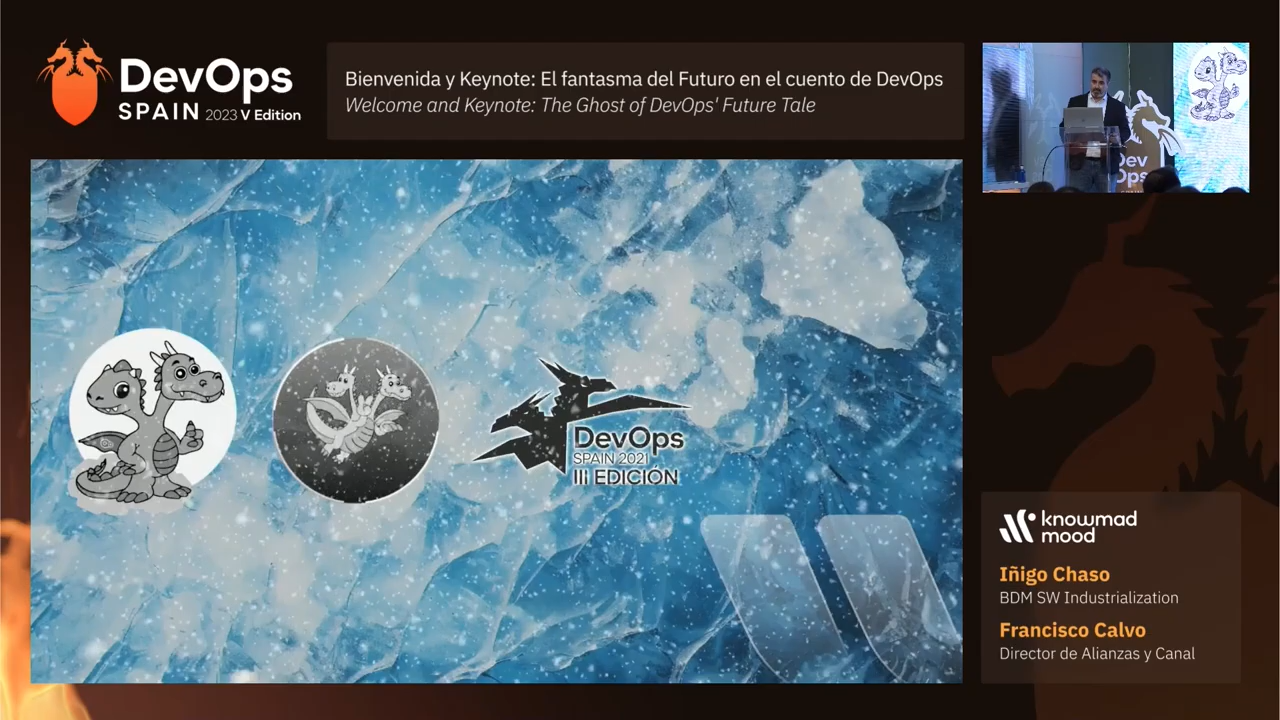 DevOps
SPAIN 2023 V Edition
Bienvenida y Keynote: El fantasma del Futuro en el cuento de DevOps
Welcome and Keynote: The Ghost of DevOps' Future Tale
Dev
Ops
DevOps
SPAIN 2021
III EDICIÓN
knowmad
mood
Iñigo Chaso
BDM SW Industrialization
Francisco Calvo
Director de Alianzas y Canal